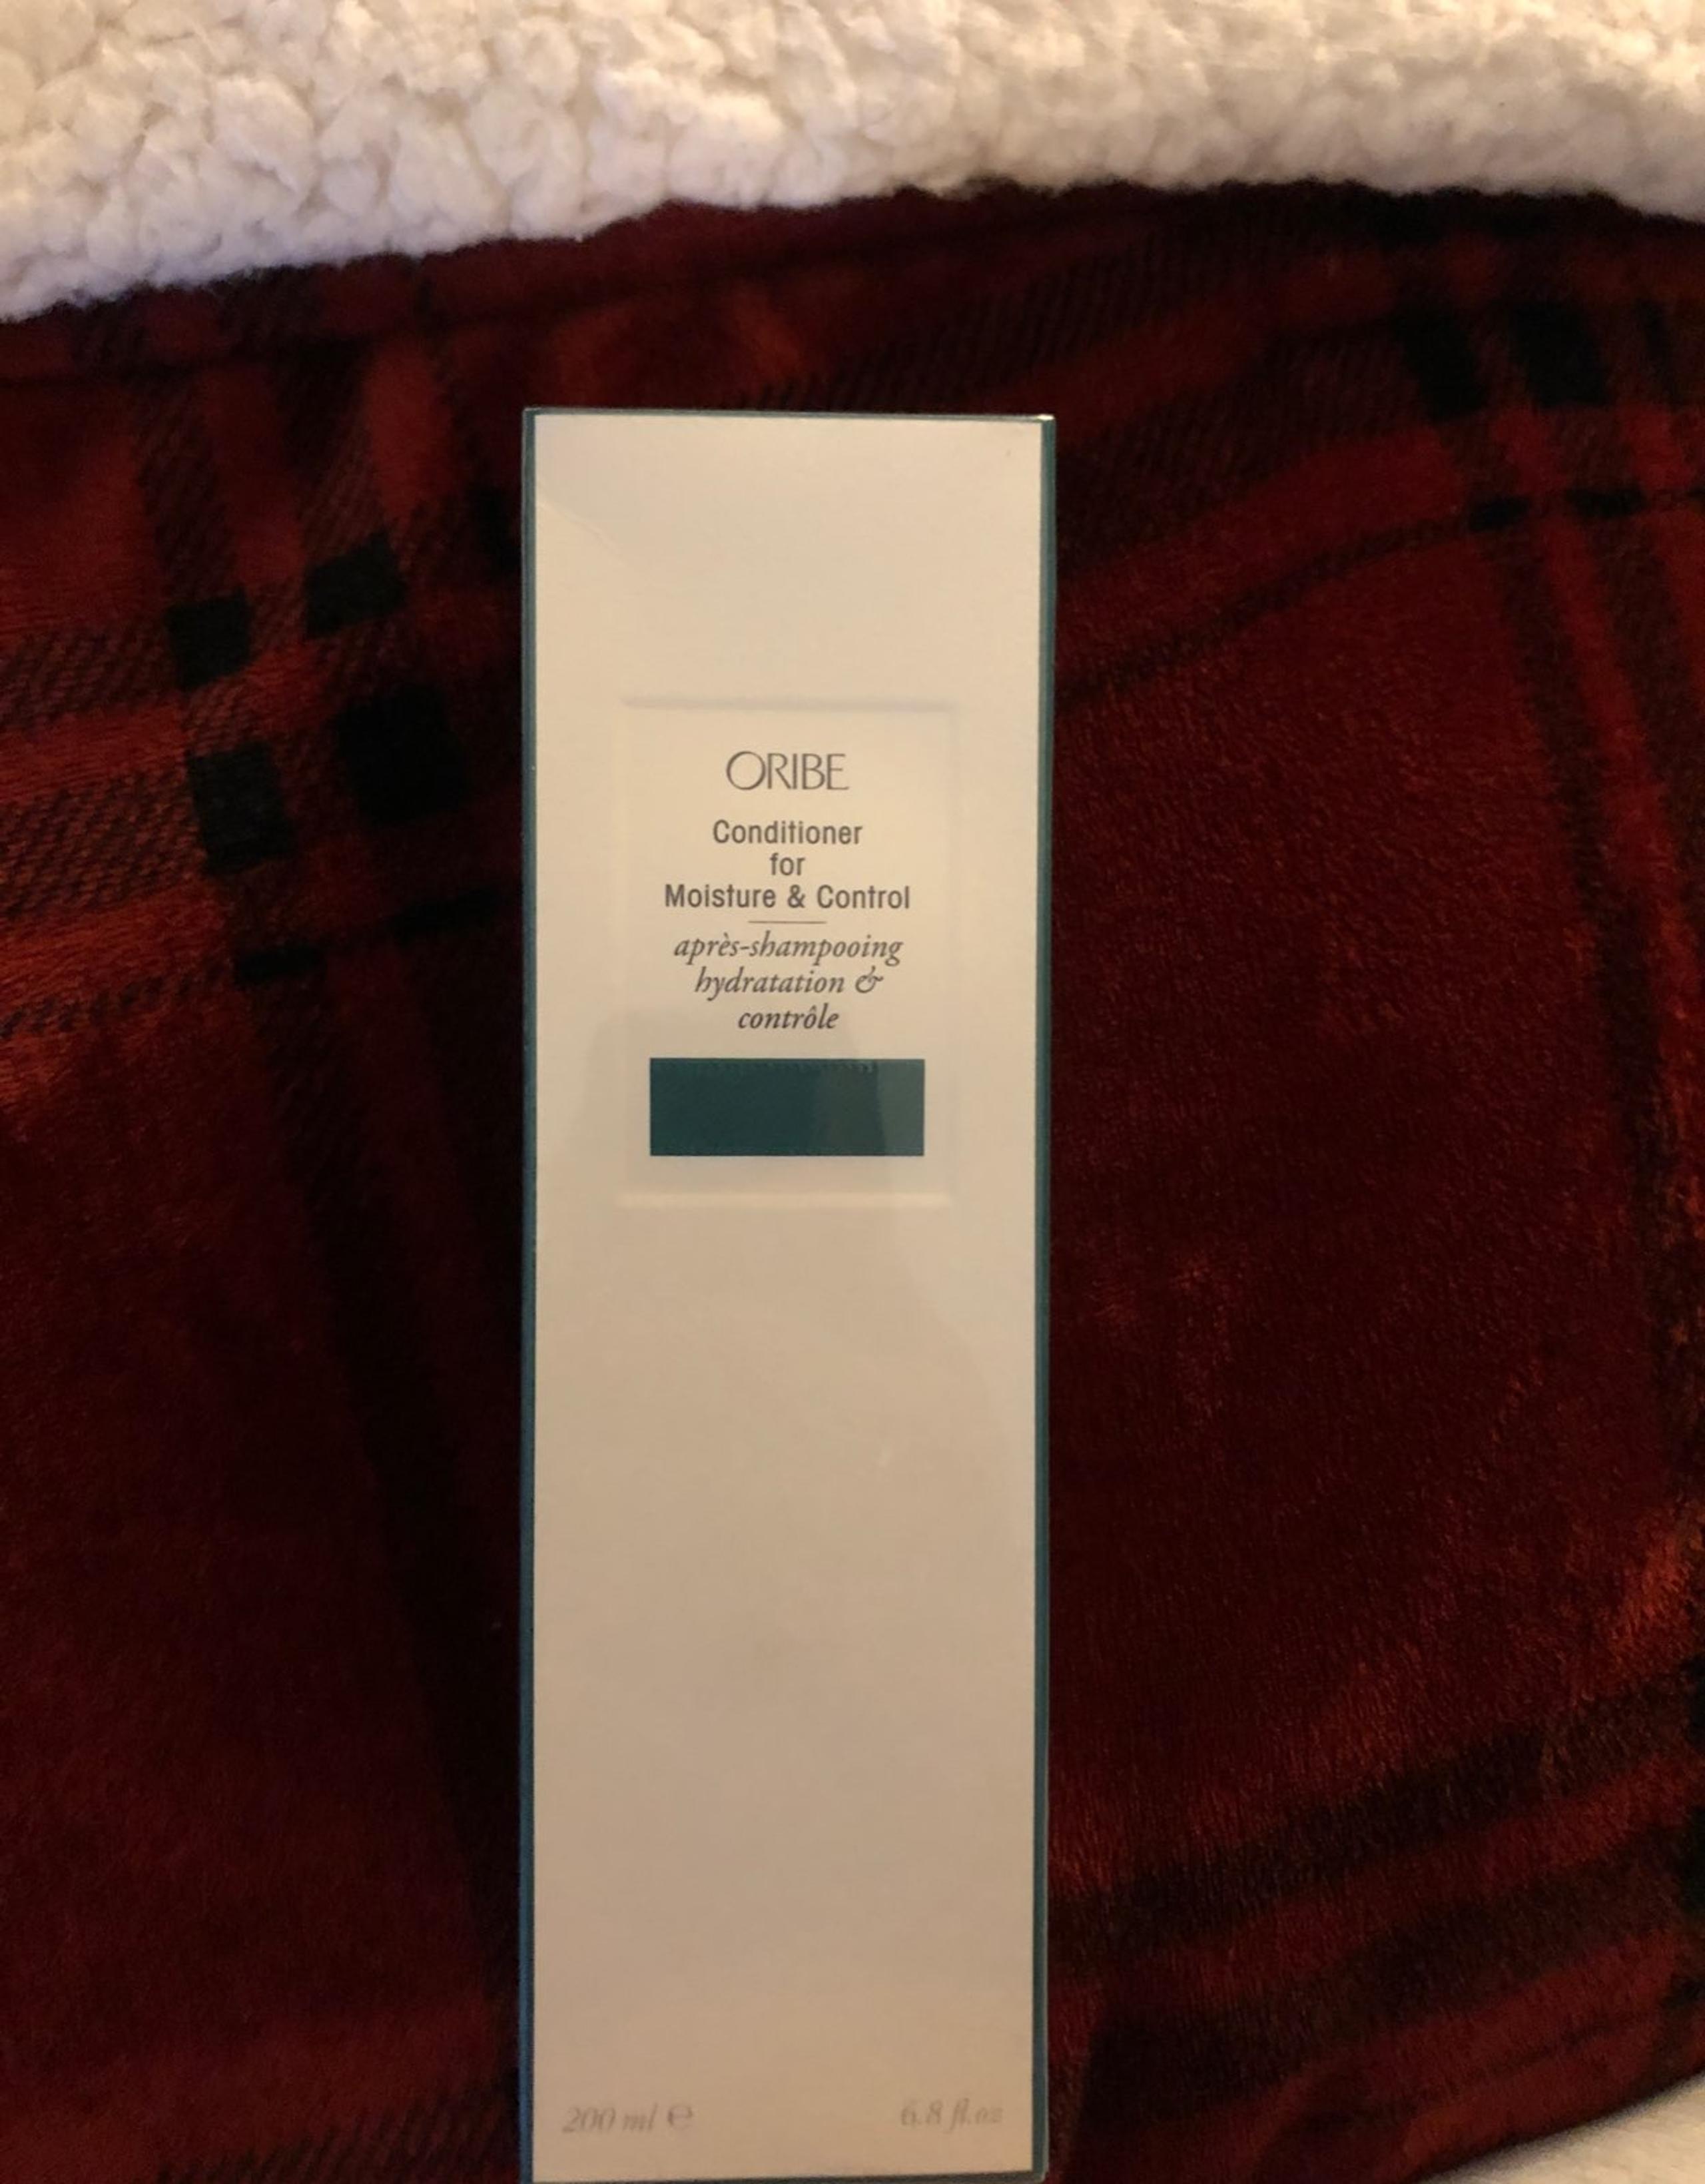 ORIBE
Conditioner
for
Moisture & Control
après-shampooing
hydratation &
contrôle
200 ml ℮ 6.8 fl.oz